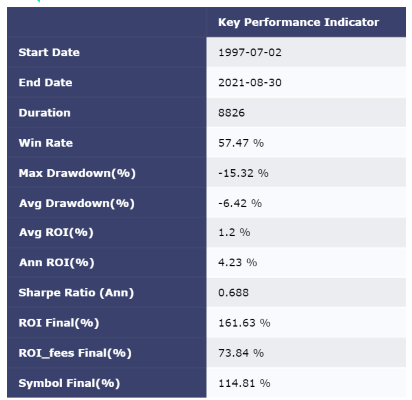 Key Performance Indicator
Start Date 1997-07-02
End Date 2021-08-30
Duration 8826
Win Rate 57.47 %
Max Drawdown(%) -15.32 %
Avg Drawdown(%) -6.42 %
Avg ROI(%) 1.2 %
Ann ROI(%) 4.23 %
Sharpe Ratio (Ann) 0.688
ROI Final(%) 161.63 %
ROI_fees Final(%) 73.84 %
Symbol Final(%) 114.81 %